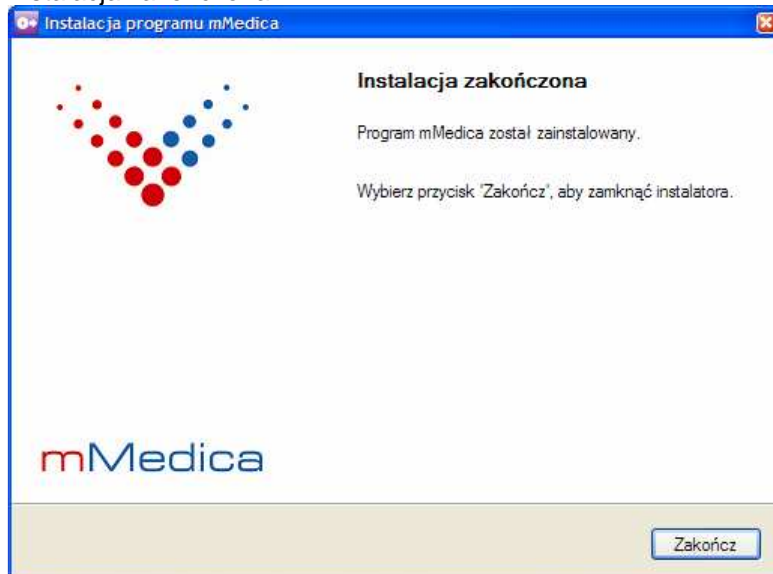 Instalacja programu mMedica
Instalacja zakończona
Program mMedica został zainstalowany.
Wybierz przycisk 'Zakończ', aby zamknąć instalatora.
mMedica
Zakończ